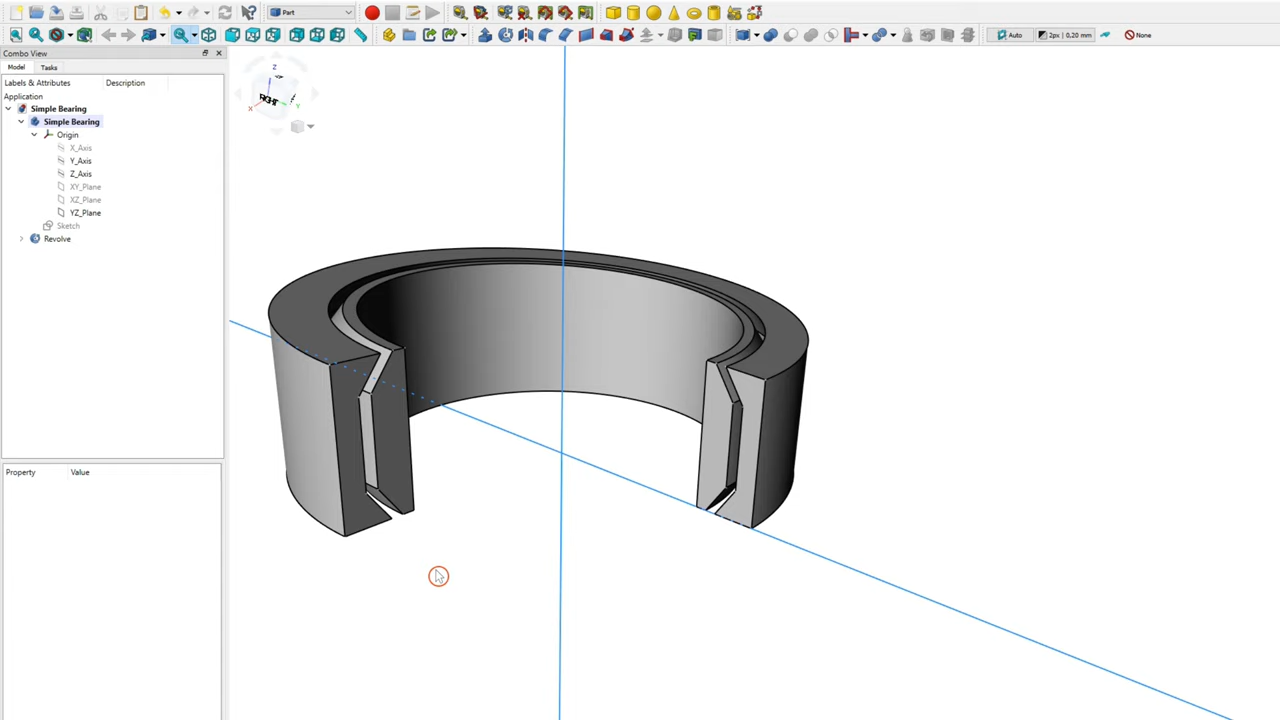 Part
Auto
2px | 0,20 mm
None
Combo View
Model
Tasks
Labels & Attributes
Description
Application
Simple Bearing
Simple Bearing
Origin
X_Axis
Y_Axis
Z_Axis
XY_Plane
XZ_Plane
YZ_Plane
Sketch
Revolve
Z
RIGHT
X
Y
Property
Value